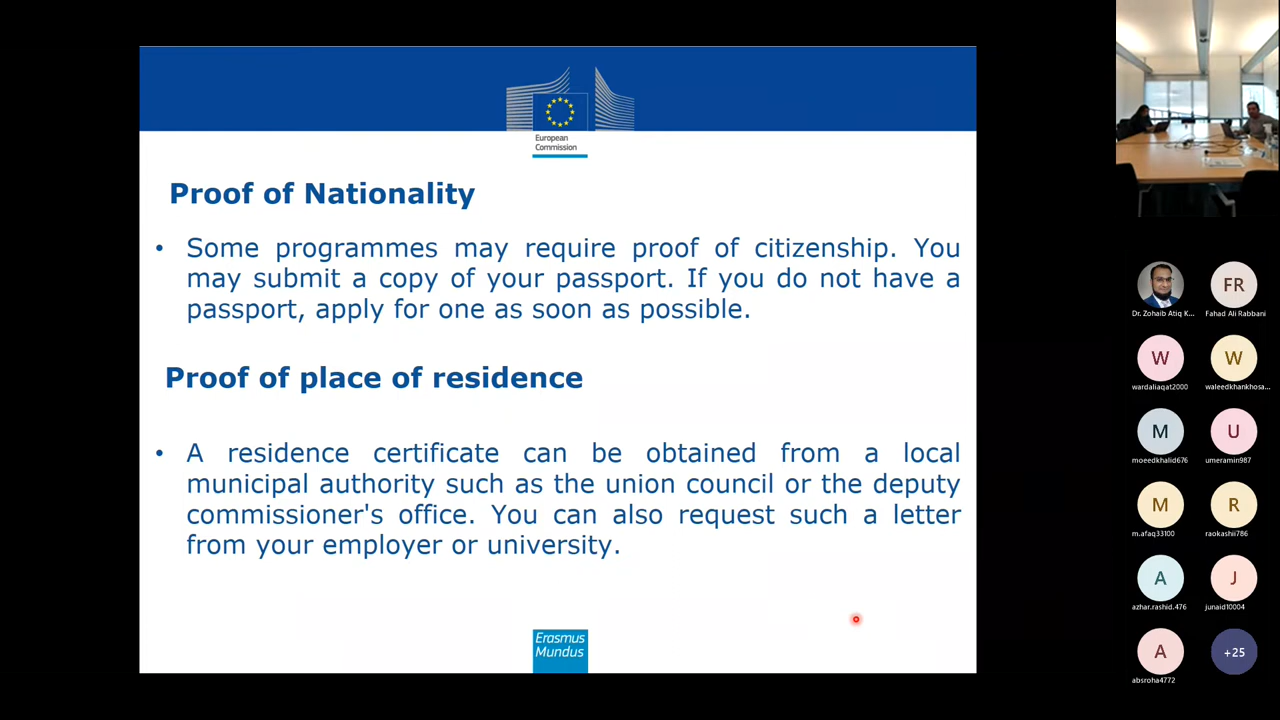 European
Commission
Proof of Nationality
• Some programmes may require proof of citizenship. You
may submit a copy of your passport. If you do not have a
passport, apply for one as soon as possible.
Proof of place of residence
• A residence certificate can be obtained from a local
municipal authority such as the union council or the deputy
commissioner's office. You can also request such a letter
from your employer or university.
Erasmus
Mundus
FR
Dr. Zohaib Atiq K...
Fahad Ali Rabbani
W
W
wardaliaqat2000
waleedkhankhosa...
M
U
moeedkhalid676
umeramin987
M
R
m.afaq33100
raokashii786
A
J
azhar.rashid.476
junaid10004
A
+25
absroha4772